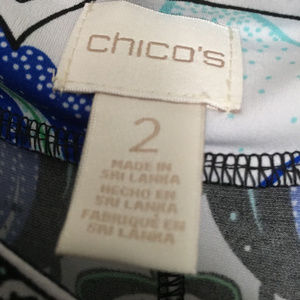 chico's
2
MADE IN
SRI LANKA
HECHO EN
SRI LANKA
FABRIQUÉ EN
SRI LANKA